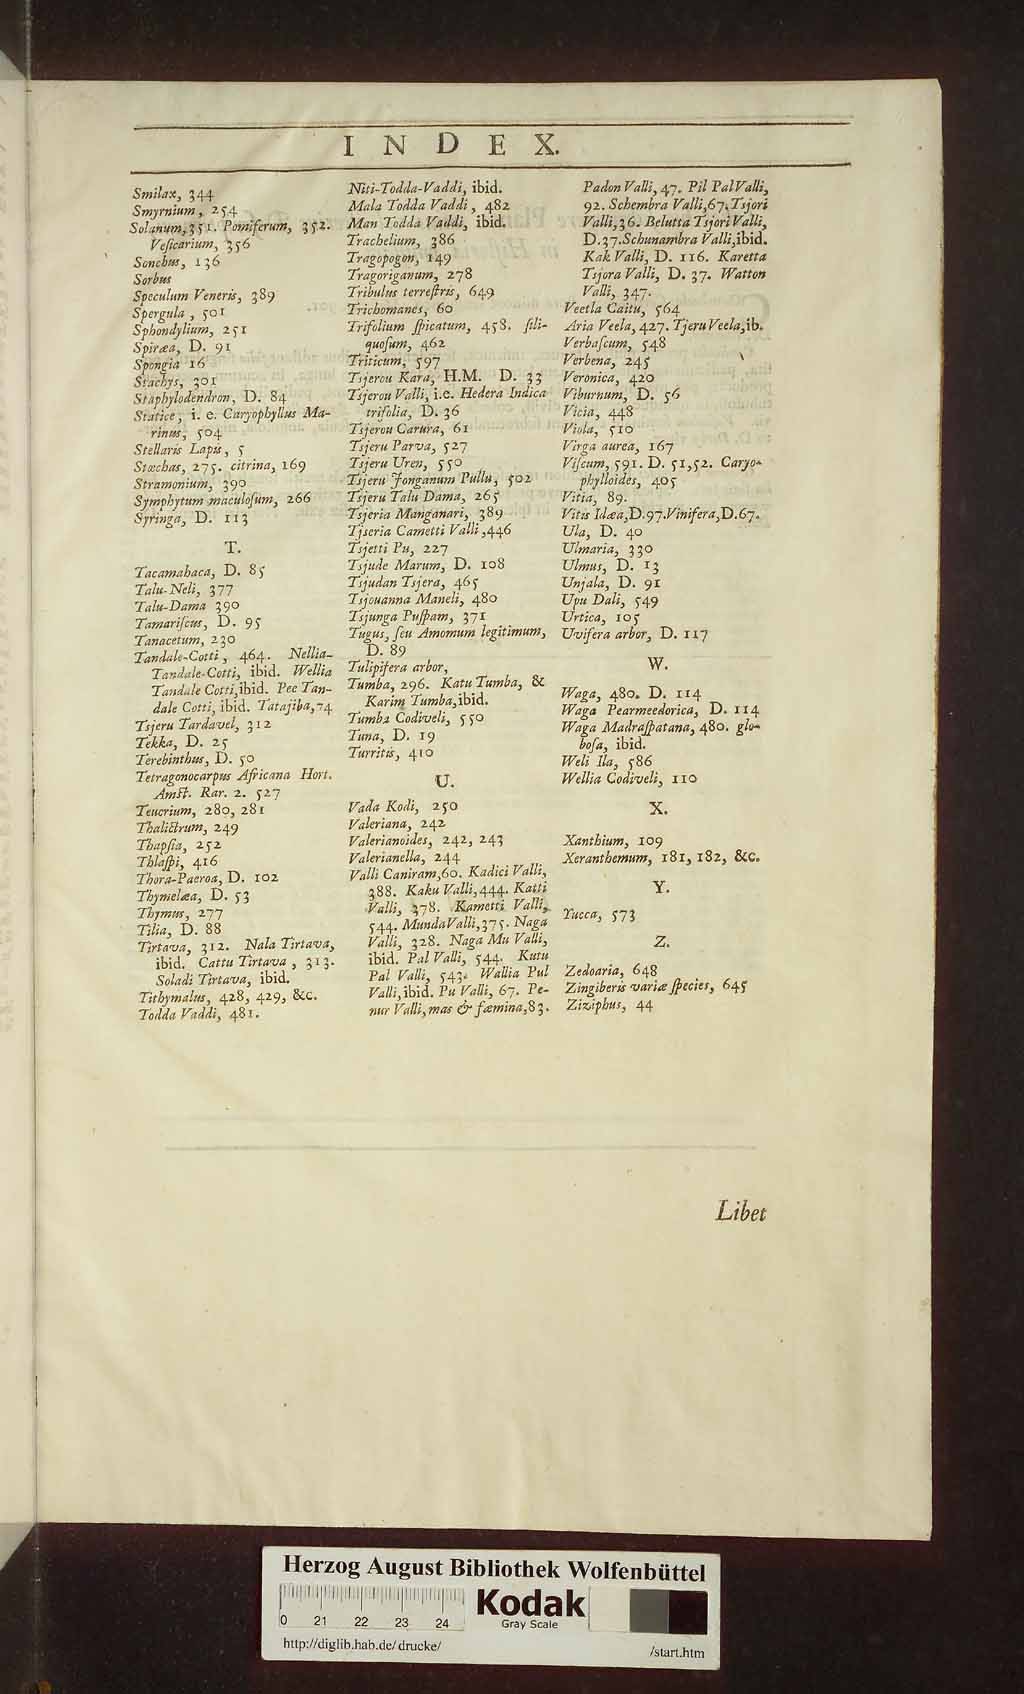 INDEX.
Smilax, 344
Smyrnium, 254
Solanum, 351. Pomiferum, 352.
Veſicarium, 356
Sonchus, 136
Sorbus
Speculum Veneris, 389
Spergula, 501
Sphondylium, 251
Spiræa, D. 91
Spongia 16
Stachys, 301
Staphylodendron, D. 84
Statice, i. e. Caryophyllus Ma-
rinus, 504
Stellaris Lapis, 5
Stœchas, 275. citrina, 169
Stramonium, 390
Symphytum maculoſum, 266
Syringa, D. 113
T.
Tacamahaca, D. 85
Talu-Neli, 377
Talu-Dama 390
Tamariſcus, D. 95
Tanacetum, 230
Tandale-Cotti, 464. Nellia-
Tandale-Cotti, ibid. Wellia
Tandale Cotti, ibid. Pee Tan-
dale Cotti, ibid. Tatajiba, 74
Tsjeru Tardavel, 312
Tekka, D. 25
Terebinthus, D. 50
Tetragonocarpus Africana Hort.
Amſt. Rar. 2. 527
Teucrium, 280, 281
Thalictrum, 249
Thapſia, 252
Thlaſpi, 416
Thora-Paeroa, D. 102
Thymelæa, D. 53
Thymus, 277
Tilia, D. 88
Tirtava, 312. Nala Tirtava,
ibid. Cattu Tirtava, 313.
Soladi Tirtava, ibid.
Tithymalus, 428, 429, &c.
Todda Vaddi, 481.
Niti-Todda-Vaddi, ibid.
Mala Todda Vaddi, 482
Man Todda Vaddi, ibid.
Trachelium, 386
Tragopogon, 149
Tragoriganum, 278
Tribulus terreſtris, 649
Trichomanes, 60
Trifolium ſpicatum, 458. ſili-
quoſum, 462
Triticum, 597
Tsjerou Kara, H.M. D. 33
Tsjerou Valli, i.e. Hedera Indica
trifolia, D. 36
Tsjerou Carura, 61
Tsjeru Parva, 527
Tsjeru Uren, 550
Tsjeru Jonganum Pullu, 502
Tsjeru Talu Dama, 265
Tsjeria Manganari, 389
Tjseria Cametti Valli, 446
Tsjetti Pu, 227
Tsjude Marum, D. 108
Tsjudan Tsjera, 465
Tsjouanna Maneli, 480
Tsjunga Puſpam, 371
Tugus, ſeu Amomum legitimum,
D. 89
Tulipifera arbor,
Tumba, 296. Katu Tumba, &
Karim Tumba, ibid.
Tumba Codiveli, 550
Tuna, D. 19
Turritis, 410
U.
Vada Kodi, 250
Valeriana, 242
Valerianoides, 242, 243
Valerianella, 244
Valli Caniram, 60. Kadici Valli,
388. Kaku Valli, 444. Katti
Valli, 378. Kametti Valli,
544. Munda Valli, 375. Naga
Valli, 328. Naga Mu Valli,
ibid. Pal Valli, 544. Kutu
Pal Valli, 543. Wallia Pul
Valli, ibid. Pu Valli, 67. Pe-
nur Valli, mas & fœmina, 83.
Padon Valli, 47. Pil Pal Valli,
92. Schembra Valli, 67. Tsjori
Valli, 36. Belutta Tsjori Valli,
D. 37. Schunambra Valli, ibid.
Kak Valli, D. 116. Karetta
Tsjora Valli, D. 37. Watton
Valli, 347.
Veetla Caitu, 564
Aria Veela, 427. Tjeru Veela, ib.
Verbaſcum, 548
Verbena, 245
Veronica, 420
Viburnum, D. 56
Vicia, 448
Viola, 510
Virga aurea, 167
Viſcum, 591. D. 51, 52. Caryo-
phylloides, 405
Vitia, 89.
Vitis Idæa, D. 97. Vinifera, D. 67.
Ula, D. 40
Ulmaria, 330
Ulmus, D. 13
Unjala, D. 91
Upu Dali, 549
Urtica, 105
Uvifera arbor, D. 117
W.
Waga, 480. D. 114
Waga Pearmeedorica, D. 114
Waga Madraſpatana, 480. glo-
boſa, ibid.
Weli Ila, 586
Wellia Codiveli, 110
X.
Xanthium, 109
Xeranthemum, 181, 182, &c.
Y.
Yucca, 573
Z.
Zedoaria, 648
Zingiberis variæ ſpecies, 645
Ziziphus, 44
Libet
Herzog August Bibliothek Wolfenbüttel
0 21 22 23 24
Kodak
Gray Scale
http://diglib.hab.de/drucke/
/start.htm